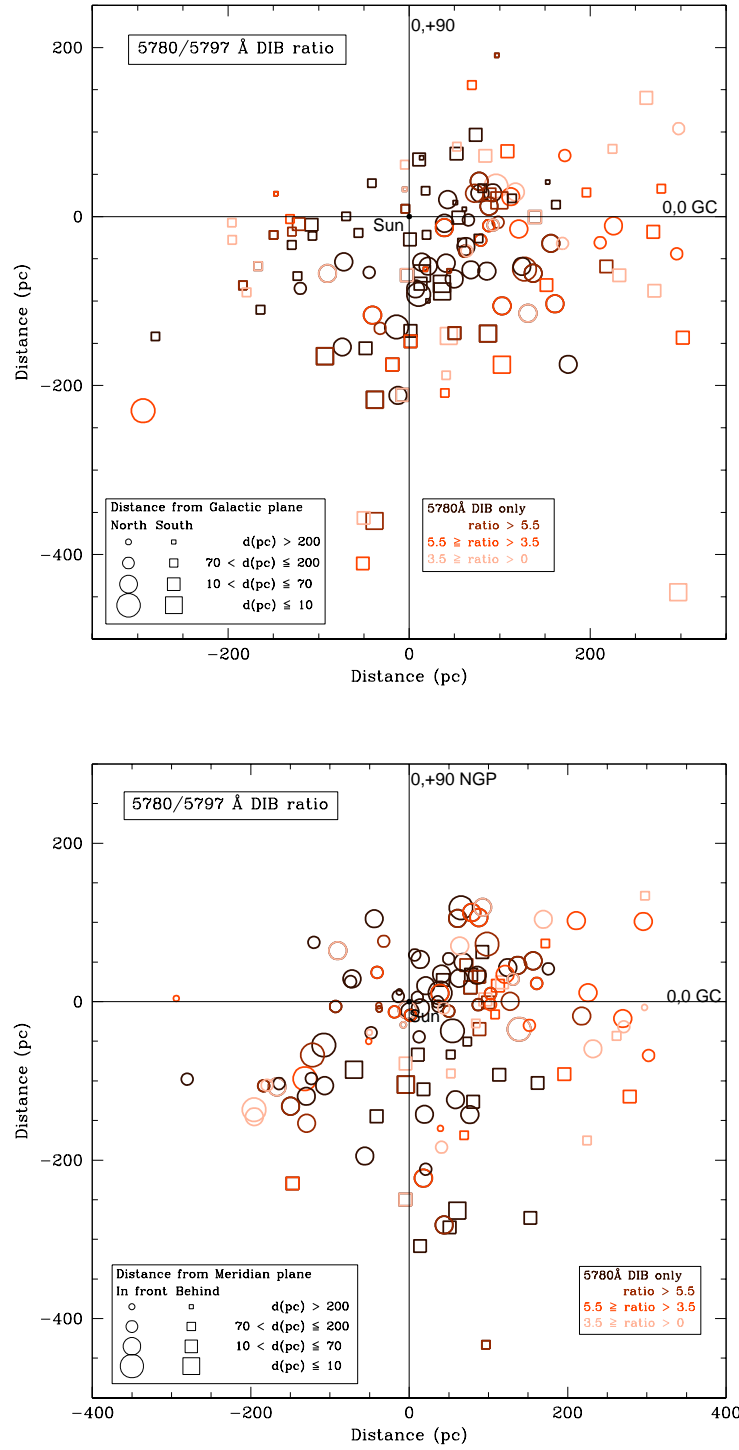 200
0
−200
−400
−200
0
200
Distance (pc)
Distance (pc)
5780/5797 Å DIB ratio
0,+90
0,0 GC
Sun
Distance from Galactic plane
North South
d(pc) > 200
70 < d(pc) ≦ 200
10 < d(pc) ≦ 70
d(pc) ≦ 10
5780Å DIB only
ratio > 5.5
5.5 ≧ ratio > 3.5
3.5 ≧ ratio > 0
200
0
−200
−400
−400
−200
0
200
400
Distance (pc)
Distance (pc)
5780/5797 Å DIB ratio
0,+90 NGP
0,0 GC
Sun
Distance from Meridian plane
In front Behind
d(pc) > 200
70 < d(pc) ≦ 200
10 < d(pc) ≦ 70
d(pc) ≦ 10
5780Å DIB only
ratio > 5.5
5.5 ≧ ratio > 3.5
3.5 ≧ ratio > 0